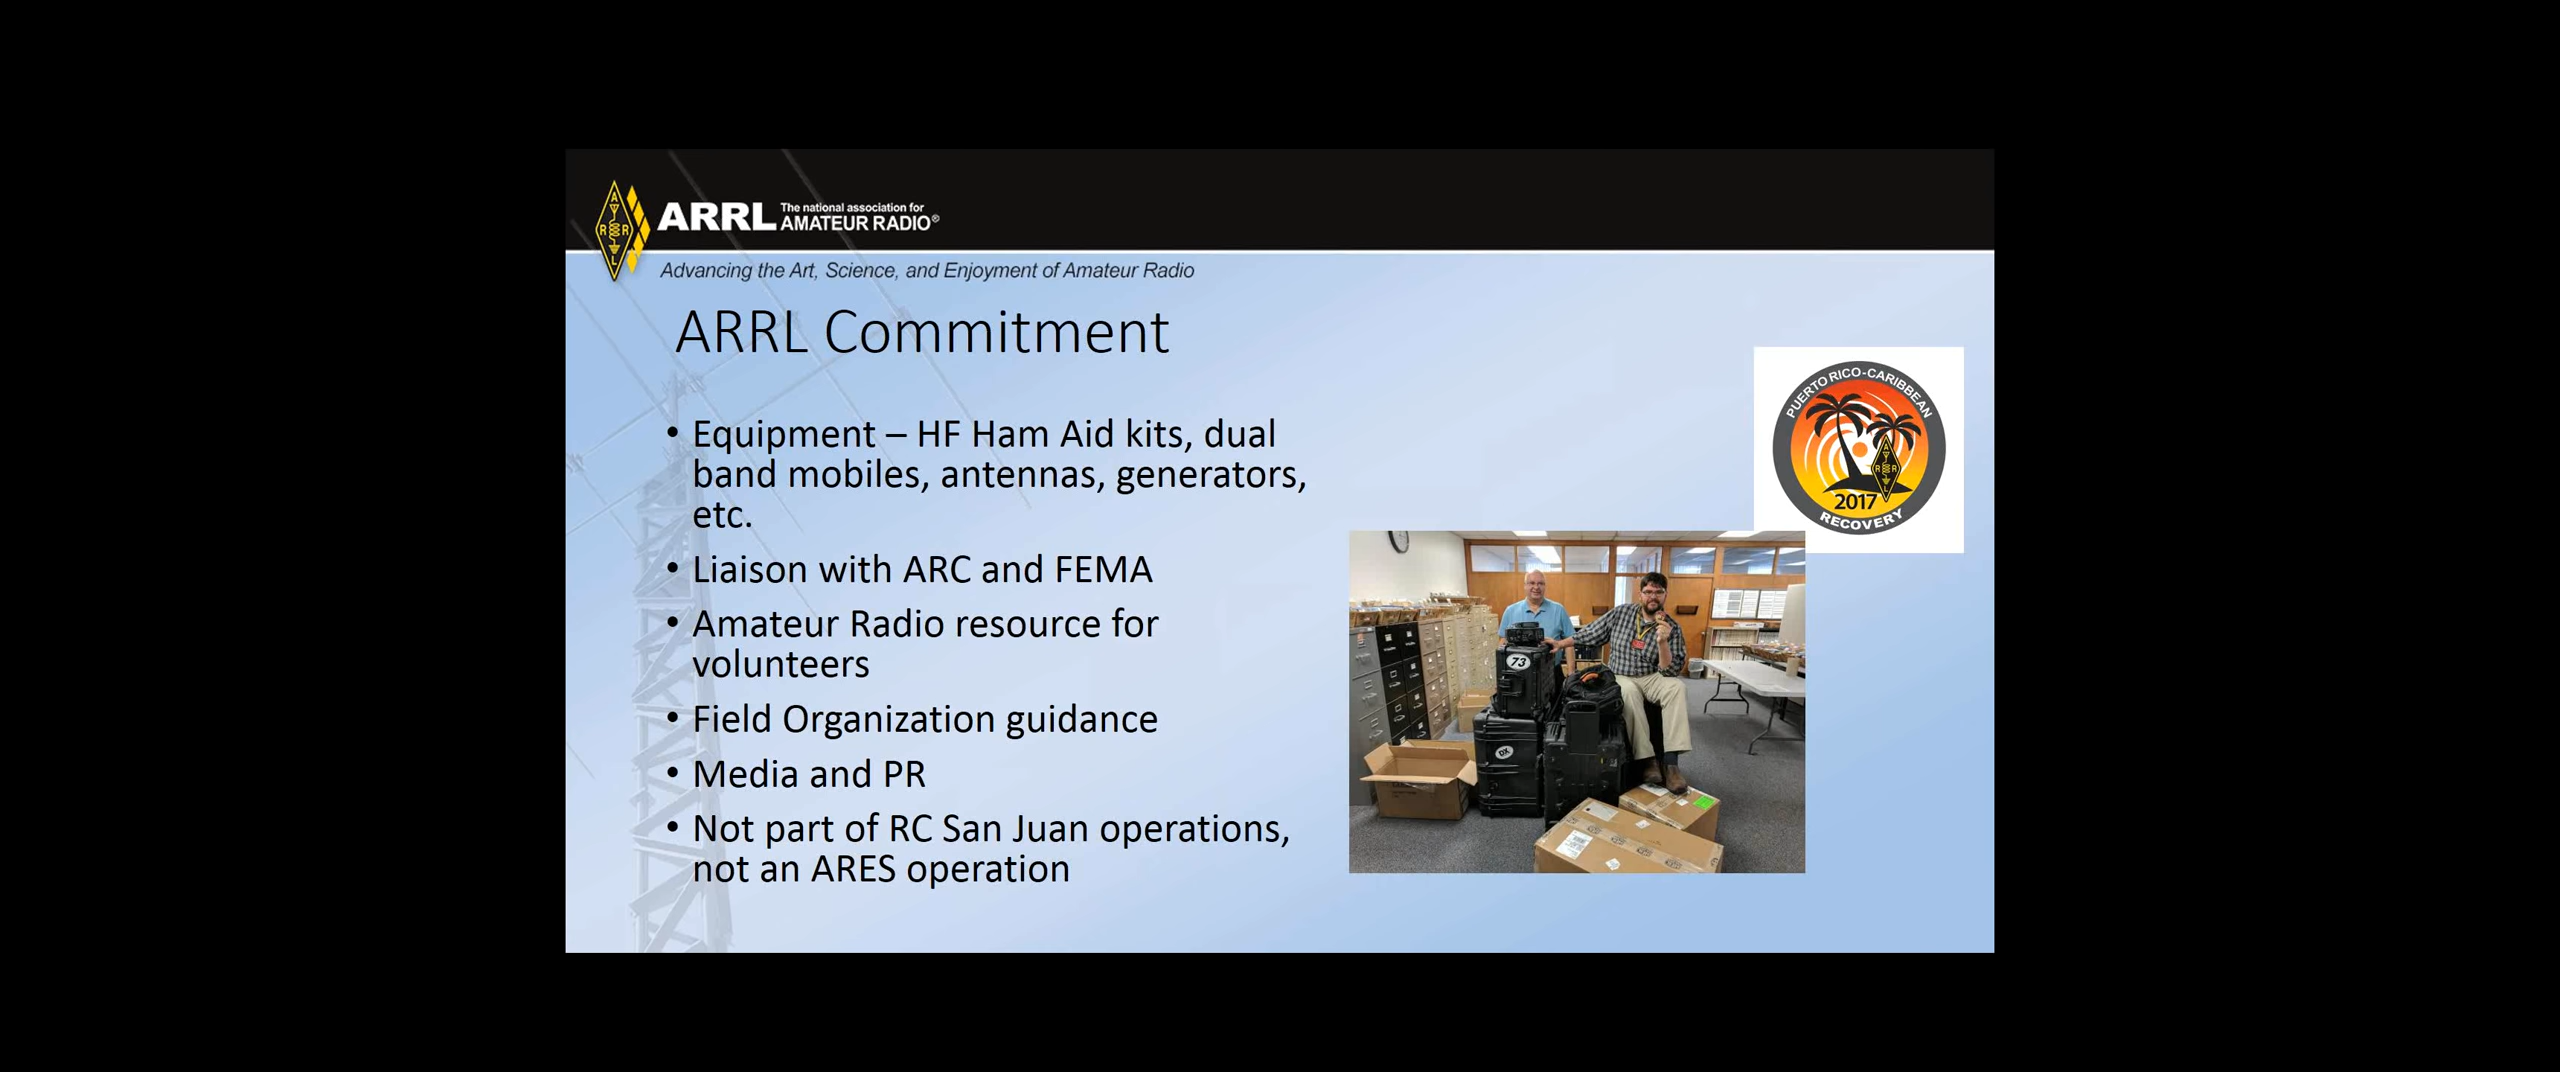 ARRL The national association for
AMATEUR RADIO®
A
R R
L
Advancing the Art, Science, and Enjoyment of Amateur Radio
ARRL Commitment
PUERTO RICO-CARIBBEAN
A
R R
L
2017
RECOVERY
• Equipment – HF Ham Aid kits, dual
band mobiles, antennas, generators,
etc.
• Liaison with ARC and FEMA
• Amateur Radio resource for
volunteers
• Field Organization guidance
• Media and PR
• Not part of RC San Juan operations,
not an ARES operation
73
DX